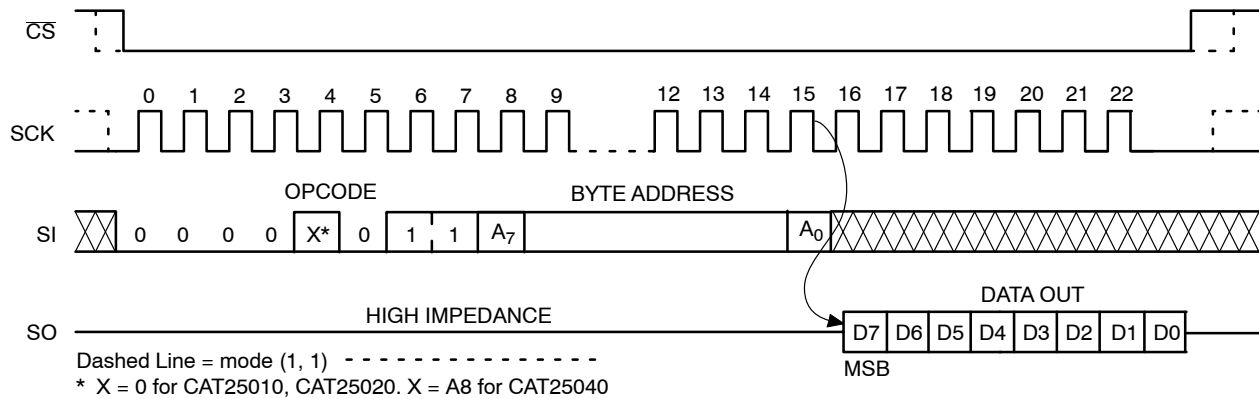 CS
0 1 2 3 4 5 6 7 8 9 12 13 14 15 16 17 18 19 20 21 22
SCK
OPCODE BYTE ADDRESS
SI 0 0 0 0 X* 0 1 1 A7 A0
DATA OUT
HIGH IMPEDANCE
SO D7 D6 D5 D4 D3 D2 D1 D0
Dashed Line = mode (1, 1)
MSB
* X = 0 for CAT25010, CAT25020. X = A8 for CAT25040